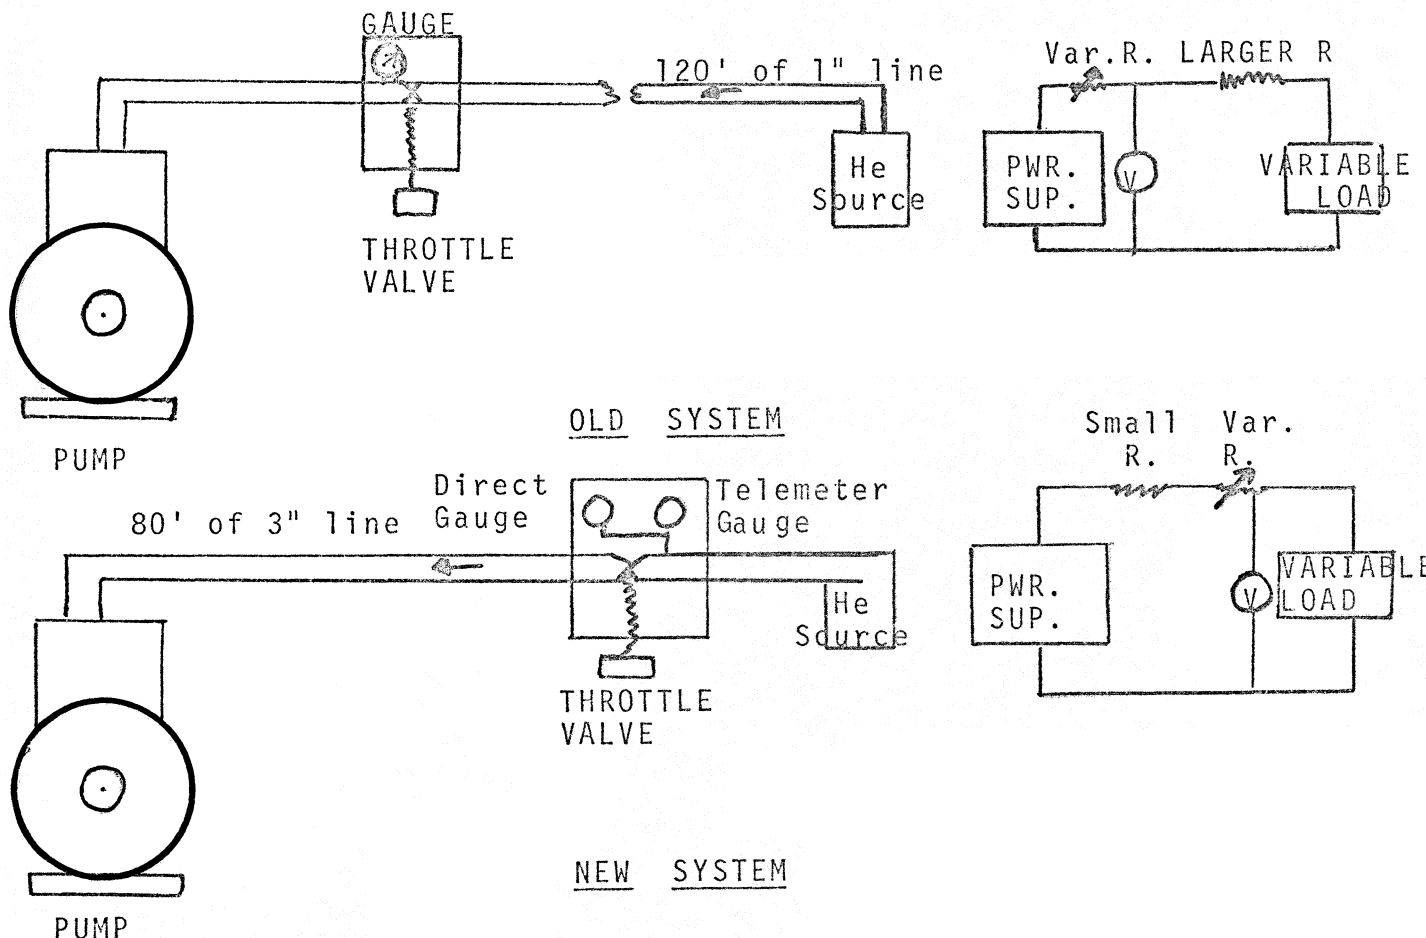 GAUGE
120' of 1" line
Var.R. LARGER R
He
Source
PWR.
SUP.
V
VARIABLE
LOAD
THROTTLE
VALVE
PUMP
OLD SYSTEM
Small Var.
R. R.
Direct
Gauge
Telemeter
Gauge
80' of 3" line
He
Source
PWR.
SUP.
V
VARIABLE
LOAD
THROTTLE
VALVE
NEW SYSTEM
PUMP